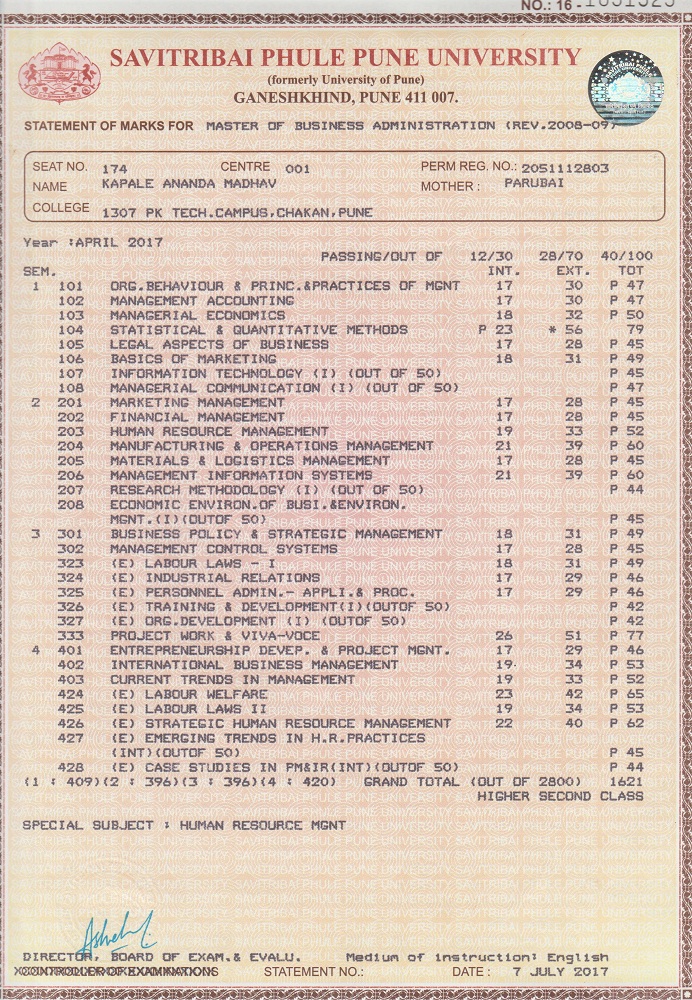 NO.: 16 -
SAVITRIBAI PHULE PUNE UNIVERSITY
(formerly University of Pune)
GANESHKHIND, PUNE 411 007.
STATEMENT OF MARKS FOR MASTER OF BUSINESS ADMINISTRATION (REV.2008-09)
SEAT NO. 174 CENTRE 001 PERM REG. NO.: 2051112803
NAME KAPALE ANANDA MADHAV MOTHER : PARUBAI
COLLEGE 1307 PK TECH.CAMPUS,CHAKAN,PUNE
Year :APRIL 2017
PASSING/OUT OF 12/30 28/70 40/100
SEM. INT. EXT. TOT
1 101 ORG.BEHAVIOUR & PRINC.&PRACTICES OF MGNT 17 30 P 47
102 MANAGEMENT ACCOUNTING 17 30 P 47
103 MANAGERIAL ECONOMICS 18 32 P 50
104 STATISTICAL & QUANTITATIVE METHODS P 23 * 56 79
105 LEGAL ASPECTS OF BUSINESS 17 28 P 45
106 BASICS OF MARKETING 18 31 P 49
107 INFORMATION TECHNOLOGY (I) (OUT OF 50) P 45
108 MANAGERIAL COMMUNICATION (I) (OUT OF 50) P 47
2 201 MARKETING MANAGEMENT 17 28 P 45
202 FINANCIAL MANAGEMENT 17 28 P 45
203 HUMAN RESOURCE MANAGEMENT 19 33 P 52
204 MANUFACTURING & OPERATIONS MANAGEMENT 21 39 P 60
205 MATERIALS & LOGISTICS MANAGEMENT 17 28 P 45
206 MANAGEMENT INFORMATION SYSTEMS 21 39 P 60
207 RESEARCH METHODOLOGY (I) (OUT OF 50) P 44
208 ECONOMIC ENVIRON.OF BUSI.&ENVIRON.
MGNT.(I)(OUTOF 50) P 45
3 301 BUSINESS POLICY & STRATEGIC MANAGEMENT 18 31 P 49
302 MANAGEMENT CONTROL SYSTEMS 17 28 P 45
323 (E) LABOUR LAWS - I 18 31 P 49
324 (E) INDUSTRIAL RELATIONS 17 29 P 46
325 (E) PERSONNEL ADMIN.- APPLI.& PROC. 17 29 P 46
326 (E) TRAINING & DEVELOPMENT(I)(OUTOF 50) P 42
327 (E) ORG.DEVELOPMENT (I) (OUTOF 50) P 42
333 PROJECT WORK & VIVA-VOCE 26 51 P 77
4 401 ENTREPRENEURSHIP DEVEP. & PROJECT MGNT. 17 29 P 46
402 INTERNATIONAL BUSINESS MANAGEMENT 19 34 P 53
403 CURRENT TRENDS IN MANAGEMENT 19 33 P 52
424 (E) LABOUR WELFARE 23 42 P 65
425 (E) LABOUR LAWS II 19 34 P 53
426 (E) STRATEGIC HUMAN RESOURCE MANAGEMENT 22 40 P 62
427 (E) EMERGING TRENDS IN H.R.PRACTICES
(INT)(OUTOF 50) P 45
428 (E) CASE STUDIES IN PM&IR(INT)(OUTOF 50) P 44
(1 : 409)(2 : 396)(3 : 396)(4 : 420) GRAND TOTAL (OUT OF 2800) 1621
HIGHER SECOND CLASS
SPECIAL SUBJECT : HUMAN RESOURCE MGNT
DIRECTOR, BOARD OF EXAM.& EVALU. Medium of instruction: English
CONTROLLER OF EXAMINATIONS STATEMENT NO.: DATE : 7 JULY 2017